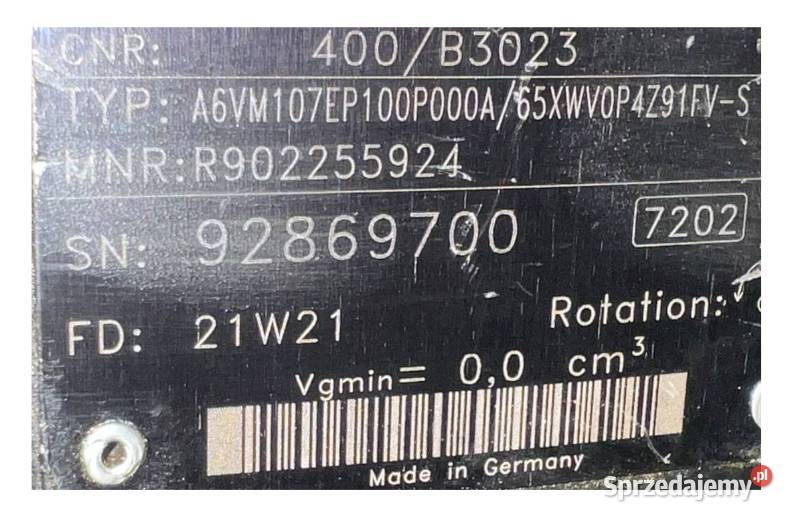 CNR: 400/B3023
TYP: A6VM107EP100P000A/65XWV0P4Z91FV-S
MNR:R902255924
SN: 92869700 7202
FD: 21W21 Rotation:
Vgmin= 0,0 cm³
Made in Germany
Sprzedajemy.pl